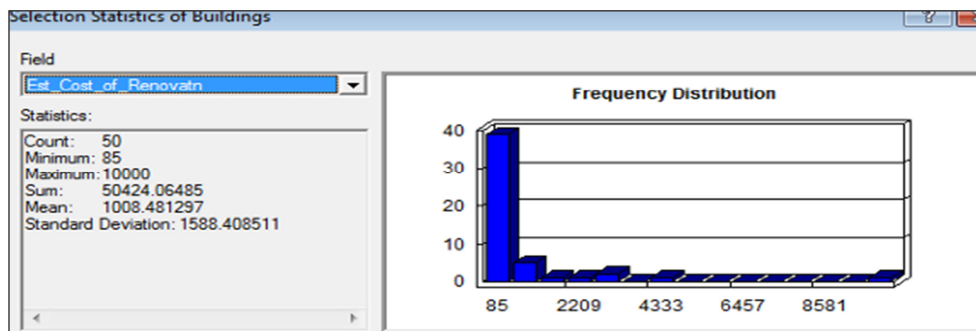 Selection Statistics of Buildings
?
Field
Est_Cost_of_Renovatn
Statistics:
Count: 50
Minimum: 85
Maximum: 10000
Sum: 50424.06485
Mean: 1008.481297
Standard Deviation: 1588.408511
Frequency Distribution
40
30
20
10
0
85 2209 4333 6457 8581